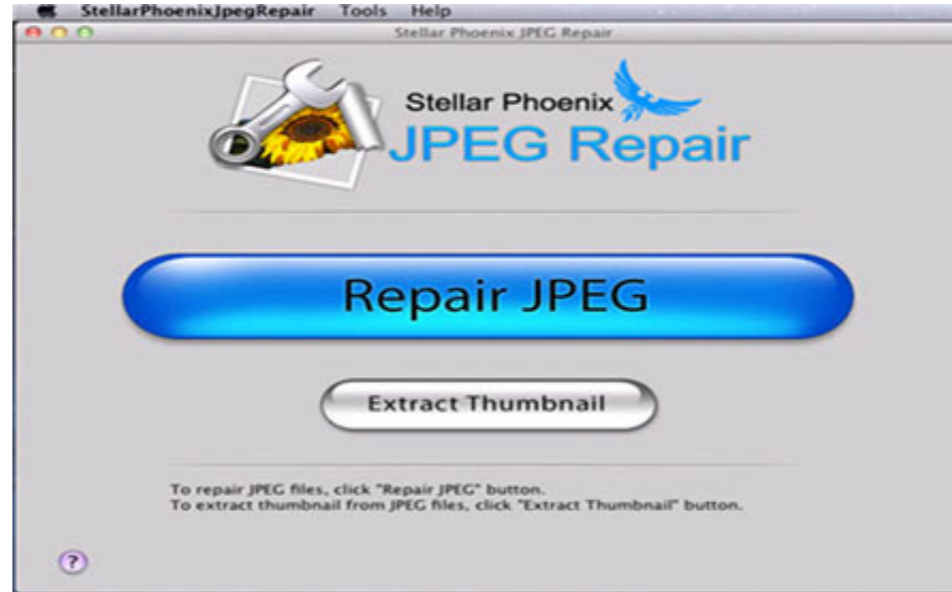 StellarPhoenixJpegRepair Tools Help
Stellar Phoenix JPEG Repair
Stellar Phoenix
JPEG Repair
Repair JPEG
Extract Thumbnail
To repair JPEG files, click "Repair JPEG" button.
To extract thumbnail from JPEG files, click "Extract Thumbnail" button.
?